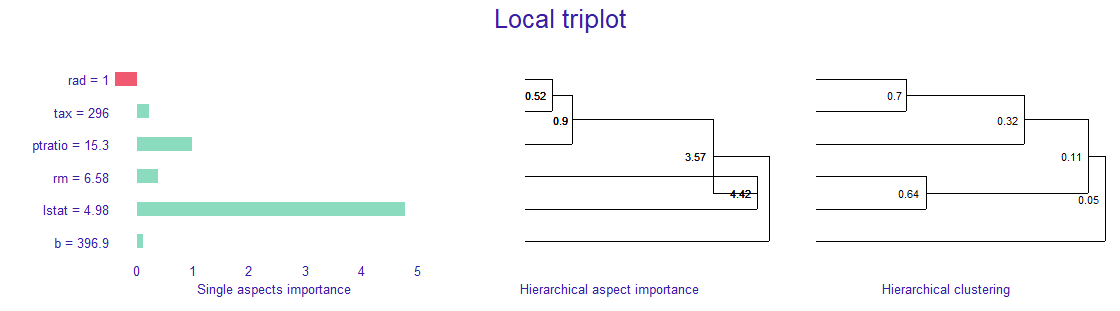 Local triplot
rad = 1
tax = 296
ptratio = 15.3
rm = 6.58
lstat = 4.98
b = 396.9
0 1 2 3 4 5
Single aspects importance
0.52
0.9
3.57
4.42
Hierarchical aspect importance
0.7
0.32
0.11
0.64
0.05
Hierarchical clustering